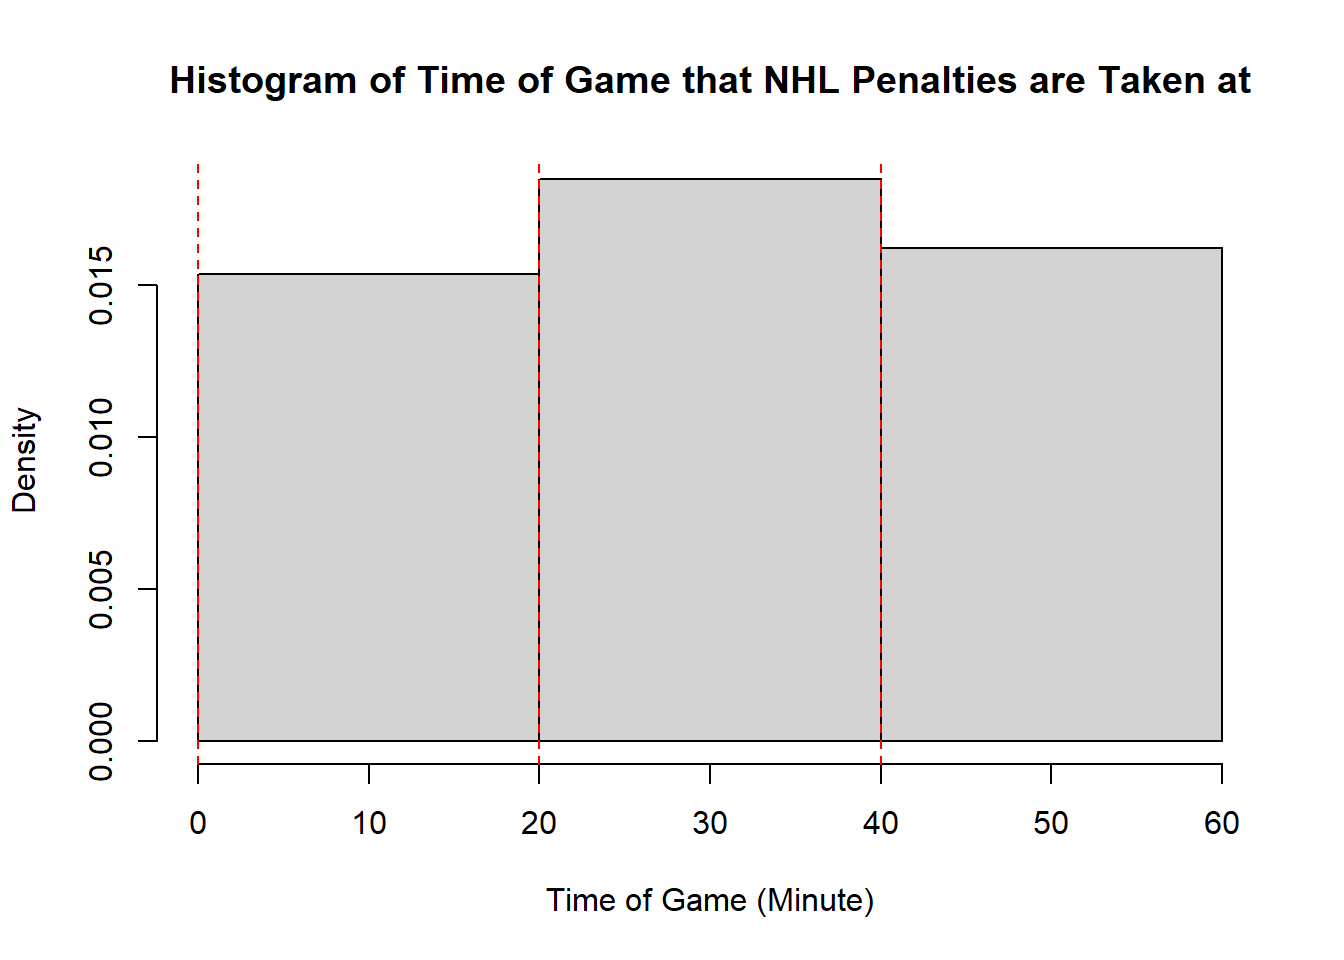 Histogram of Time of Game that NHL Penalties are Taken at
0.015
0.010
0.005
0.000
Density
0 10 20 30 40 50 60
Time of Game (Minute)